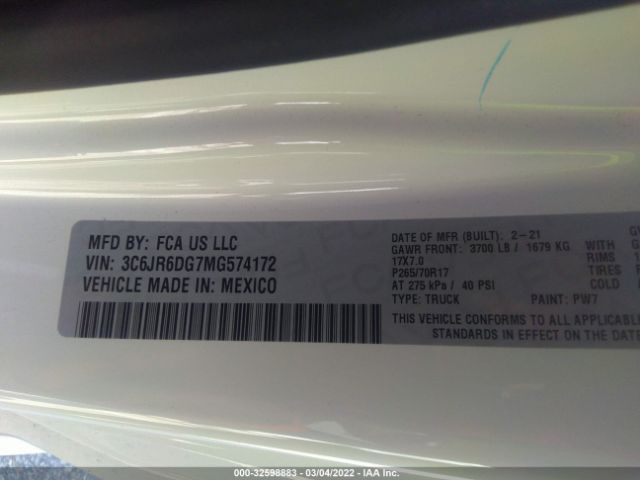 MFD BY: FCA US LLC
VIN: 3C6JR6DG7MG574172
VEHICLE MADE IN: MEXICO
DATE OF MFR (BUILT): 2-21
GAWR FRONT: 3700 LB / 1679 KG WITH
17X7.0 RIMS
P265/70R17 TIRES
AT 275 kPa / 40 PSI COLD
TYPE: TRUCK PAINT: PW7
THIS VEHICLE CONFORMS TO ALL APPLICABLE
STANDARDS IN EFFECT ON THE DATE
000-32598883 — 03/04/2022 — IAA Inc.